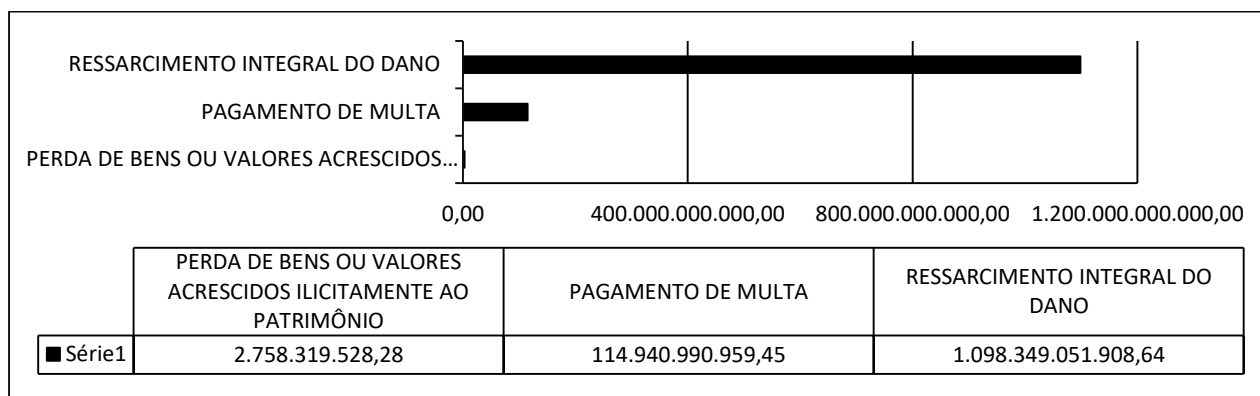 RESSARCIMENTO INTEGRAL DO DANO
PAGAMENTO DE MULTA
PERDA DE BENS OU VALORES ACRESCIDOS...
0,00 400.000.000.000,00 800.000.000.000,00 1.200.000.000.000,00
PERDA DE BENS OU VALORES
ACRESCIDOS ILICITAMENTE AO
PATRIMÔNIO
PAGAMENTO DE MULTA
RESSARCIMENTO INTEGRAL DO
DANO
Série1 2.758.319.528,28 114.940.990.959,45 1.098.349.051.908,64